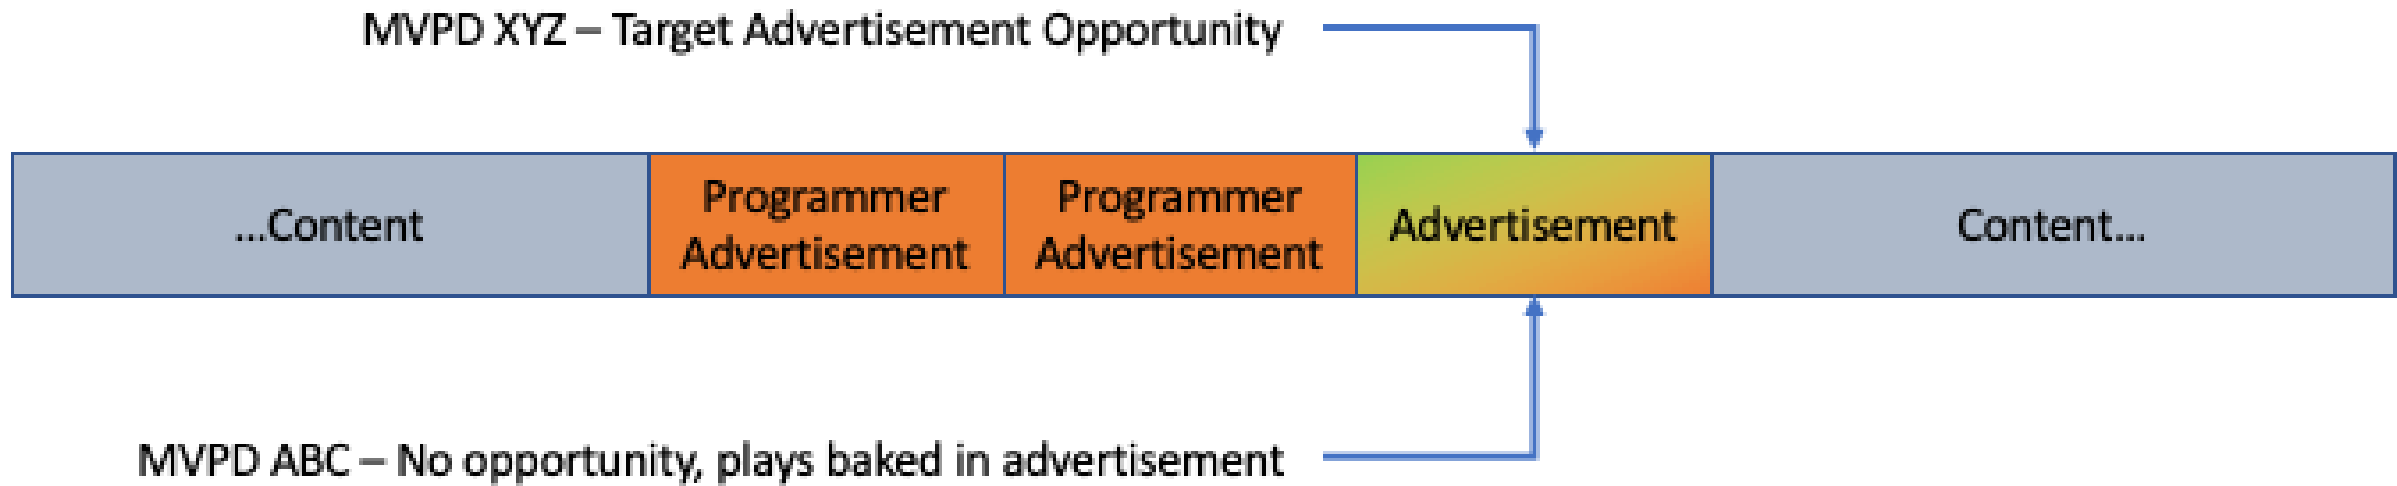 MVPD XYZ – Target Advertisement Opportunity
...Content
Programmer
Advertisement
Programmer
Advertisement
Advertisement
Content...
MVPD ABC – No opportunity, plays baked in advertisement